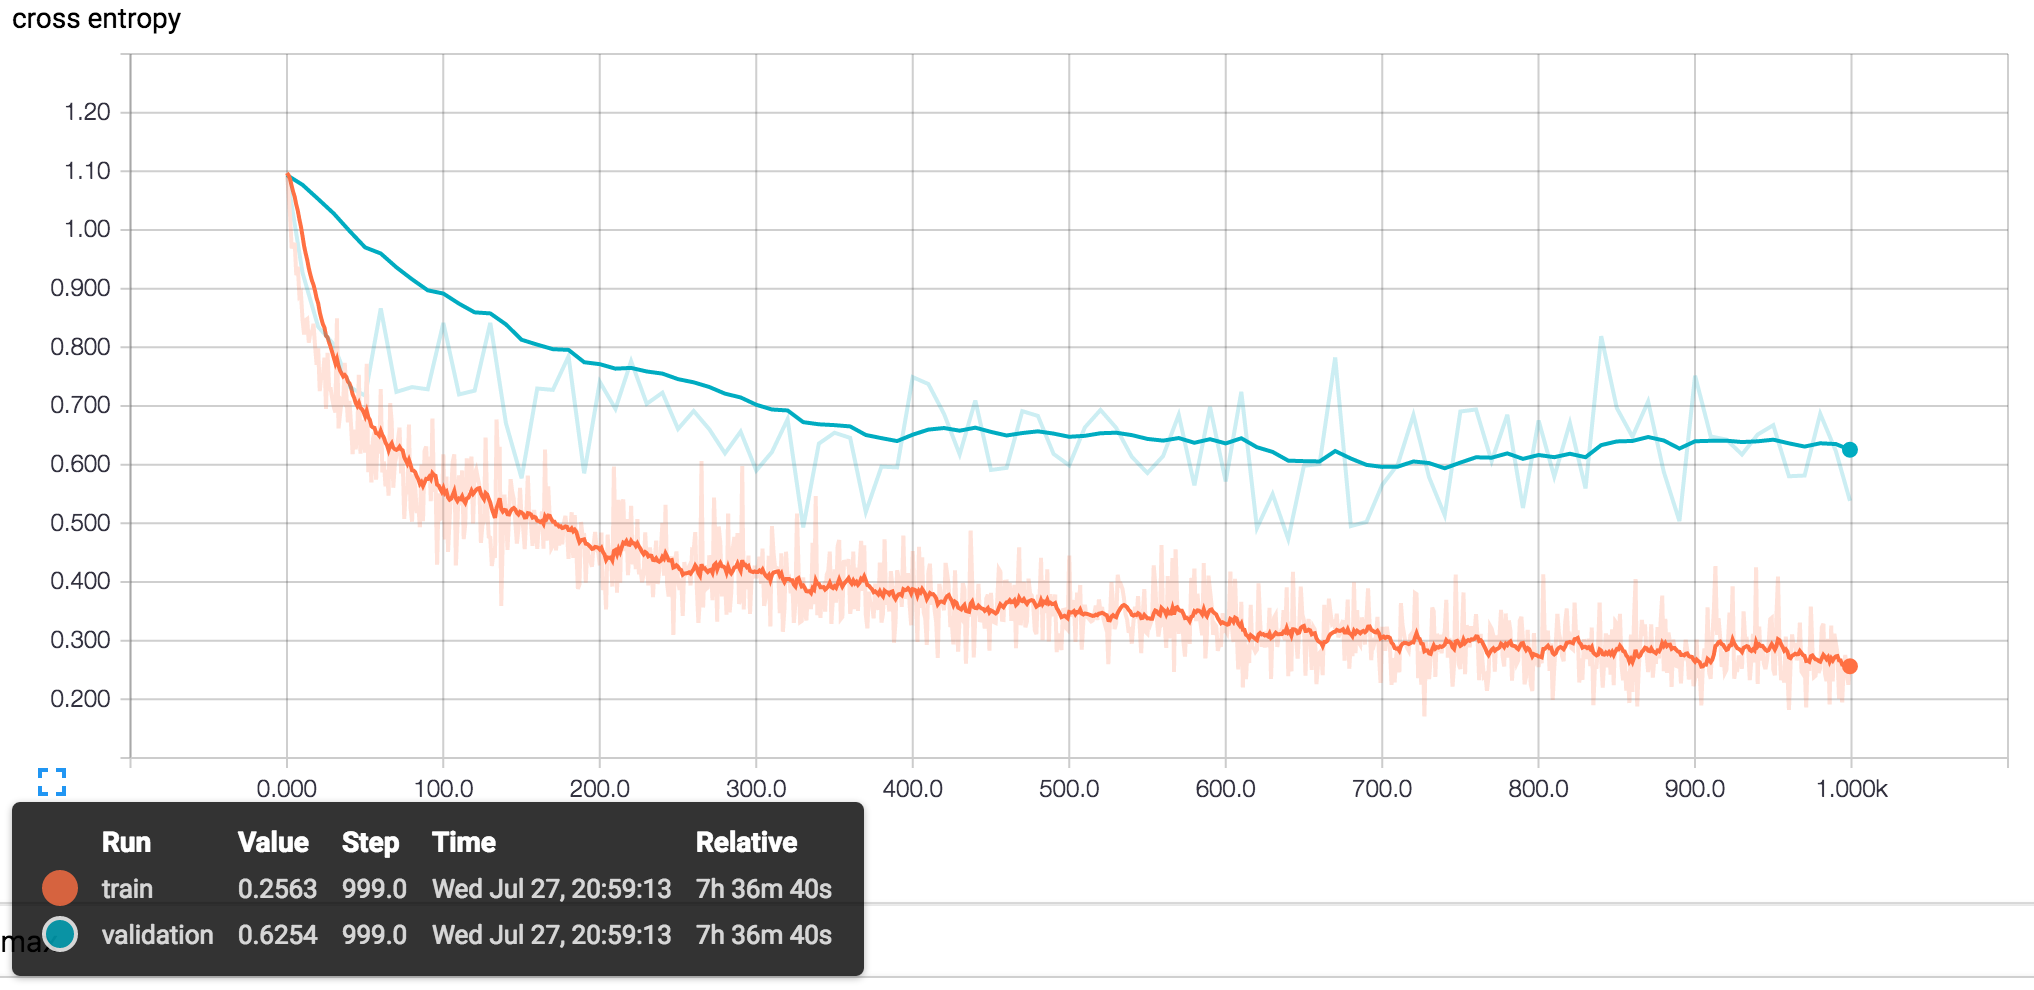 cross entropy
1.20
1.10
1.00
0.900
0.800
0.700
0.600
0.500
0.400
0.300
0.200
0.000 100.0 200.0 300.0 400.0 500.0 600.0 700.0 800.0 900.0 1.000k
Run Value Step Time Relative
train 0.2563 999.0 Wed Jul 27, 20:59:13 7h 36m 40s
validation 0.6254 999.0 Wed Jul 27, 20:59:13 7h 36m 40s